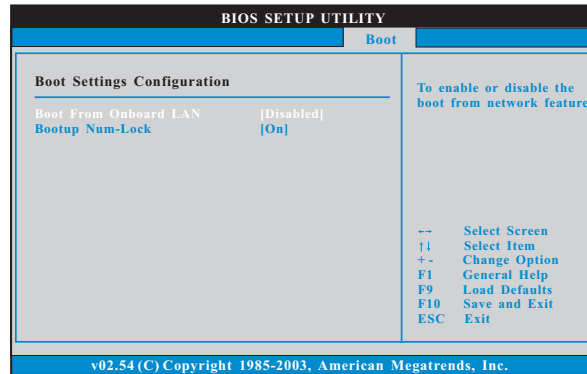 BIOS SETUP UTILITY
Boot
Boot Settings Configuration
Boot From Onboard LAN [Disabled]
Bootup Num-Lock [On]
To enable or disable the
boot from network feature
←→ Select Screen
↑↓ Select Item
+ - Change Option
F1 General Help
F9 Load Defaults
F10 Save and Exit
ESC Exit
v02.54 (C) Copyright 1985-2003, American Megatrends, Inc.